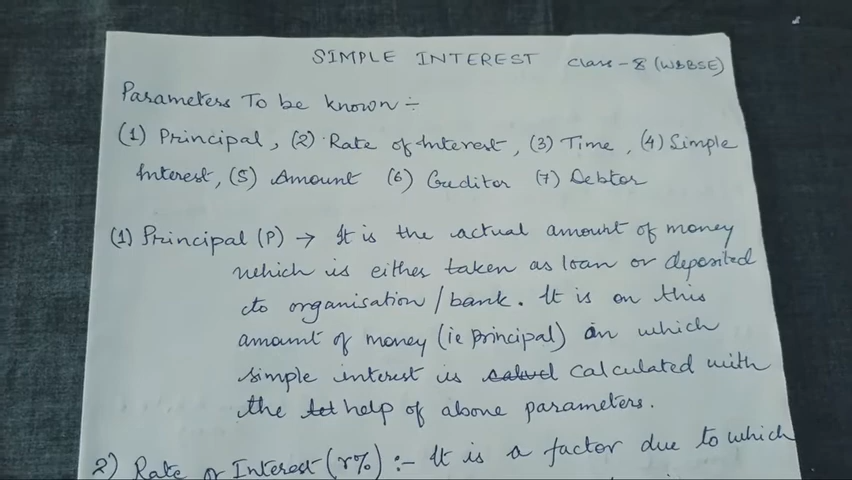 SIMPLE INTEREST Class-8 (WBBSE)
Parameters To be known :-
(1) Principal, (2) Rate of Interest, (3) Time, (4) Simple
Interest, (5) Amount (6) Creditor (7) Debtor
(1) Principal (P) → It is the actual amount of money
which is either taken as loan or deposited
to organisation/bank. It is on this
amount of money (ie principal) on which
simple interest is calculated with
the help of above parameters.
2) Rate of Interest (r%) :- It is a factor due to which